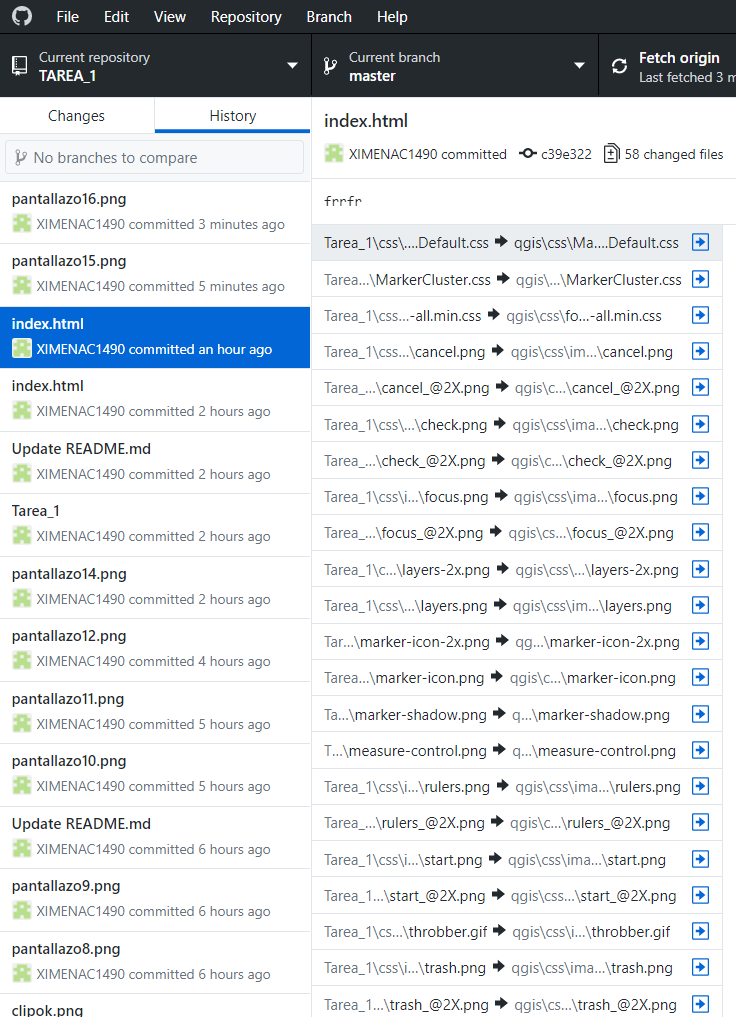 File Edit View Repository Branch Help
Current repository
TAREA_1
Current branch
master
Fetch origin
Last fetched 3 m
Changes
History
No branches to compare
pantallazo16.png
XIMENAC1490 committed 3 minutes ago
pantallazo15.png
XIMENAC1490 committed 5 minutes ago
index.html
XIMENAC1490 committed an hour ago
index.html
XIMENAC1490 committed 2 hours ago
Update README.md
XIMENAC1490 committed 2 hours ago
Tarea_1
XIMENAC1490 committed 2 hours ago
pantallazo14.png
XIMENAC1490 committed 2 hours ago
pantallazo12.png
XIMENAC1490 committed 4 hours ago
pantallazo11.png
XIMENAC1490 committed 5 hours ago
pantallazo10.png
XIMENAC1490 committed 5 hours ago
Update README.md
XIMENAC1490 committed 6 hours ago
pantallazo9.png
XIMENAC1490 committed 6 hours ago
pantallazo8.png
XIMENAC1490 committed 6 hours ago
clipok.png
index.html
XIMENAC1490 committed c39e322 58 changed files
frrfr
Tarea_1\css\....Default.css → qgis\css\Ma....Default.css
Tarea...\MarkerCluster.css → qgis\...\MarkerCluster.css
Tarea_1\css...-all.min.css → qgis\css\fo...-all.min.css
Tarea_1\css...\cancel.png → qgis\css\im...\cancel.png
Tarea_...\cancel_@2X.png → qgis\c...\cancel_@2X.png
Tarea_1\css...\check.png → qgis\css\ima...\check.png
Tarea_...\check_@2X.png → qgis\c...\check_@2X.png
Tarea_1\css\i...\focus.png → qgis\css\ima...\focus.png
Tarea_...\focus_@2X.png → qgis\cs...\focus_@2X.png
Tarea_1\c...\layers-2x.png → qgis\css\...\layers-2x.png
Tarea_1\css\...\layers.png → qgis\css\im...\layers.png
Tar...\marker-icon-2x.png → qg...\marker-icon-2x.png
Tarea...\marker-icon.png → qgis\c...\marker-icon.png
Ta...\marker-shadow.png → q...\marker-shadow.png
T...\measure-control.png → q...\measure-control.png
Tarea_1\css\i...\rulers.png → qgis\css\ima...\rulers.png
Tarea_...\rulers_@2X.png → qgis\c...\rulers_@2X.png
Tarea_1\css\i...\start.png → qgis\css\ima...\start.png
Tarea_1...\start_@2X.png → qgis\css...\start_@2X.png
Tarea_1\cs...\throbber.gif → qgis\css\i...\throbber.gif
Tarea_1\css\i...\trash.png → qgis\css\ima...\trash.png
Tarea_1...\trash_@2X.png → qgis\cs...\trash_@2X.png